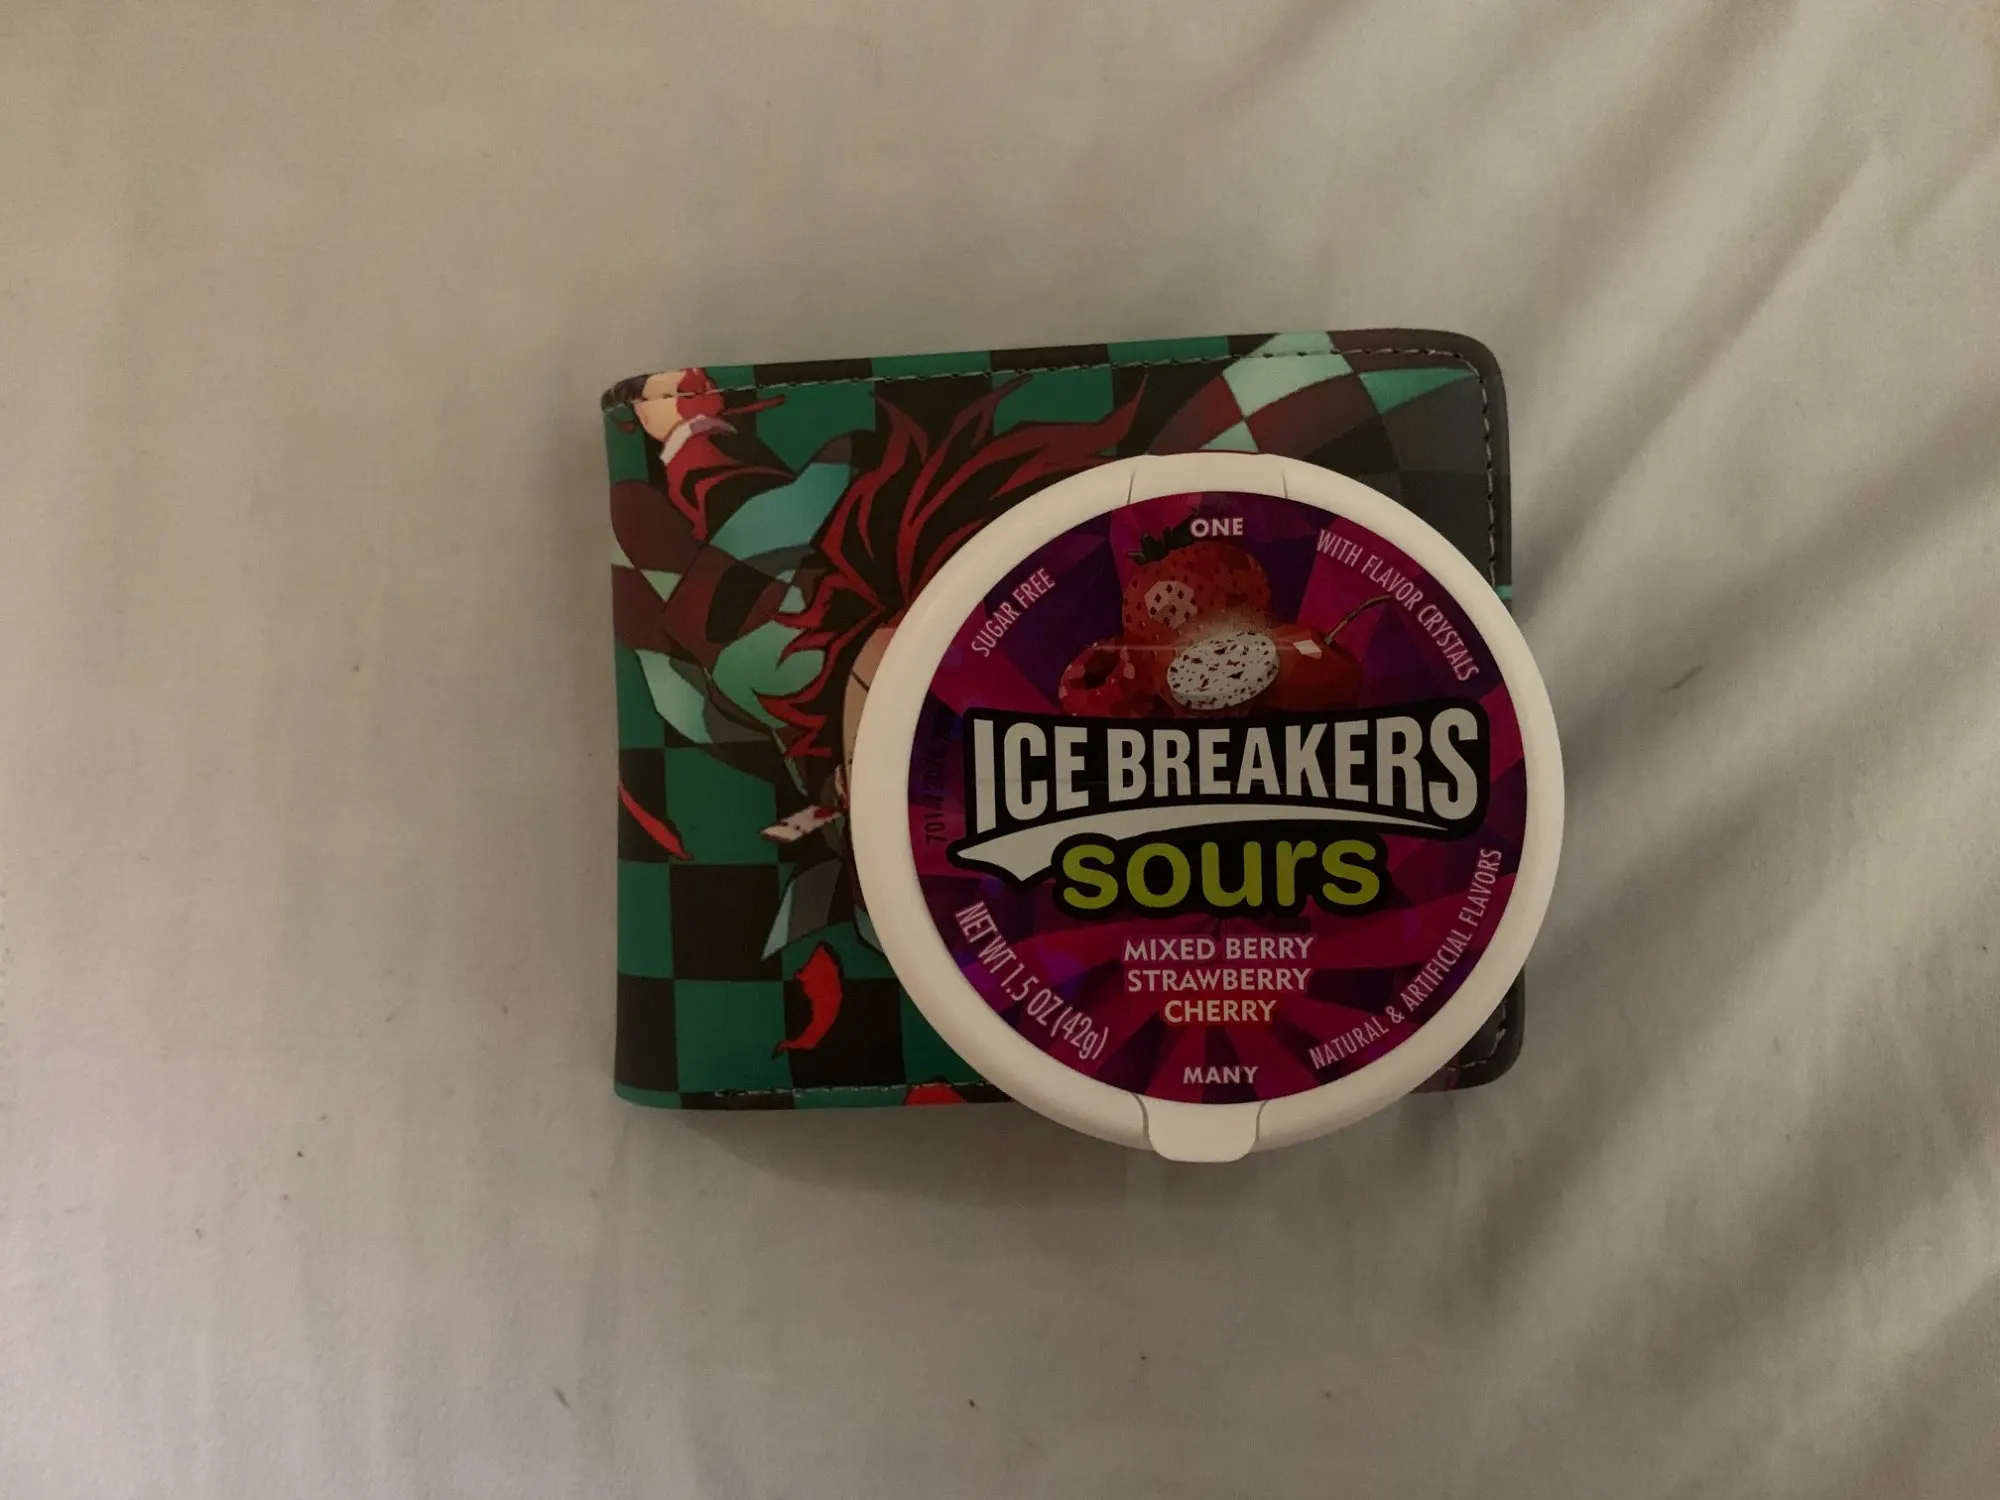 ONE
SUGAR FREE
WITH FLAVOR CRYSTALS
ICE BREAKERS
sours
MIXED BERRY
STRAWBERRY
CHERRY
NET WT 1.5 OZ (42g)
NATURAL & ARTIFICIAL FLAVORS
MANY